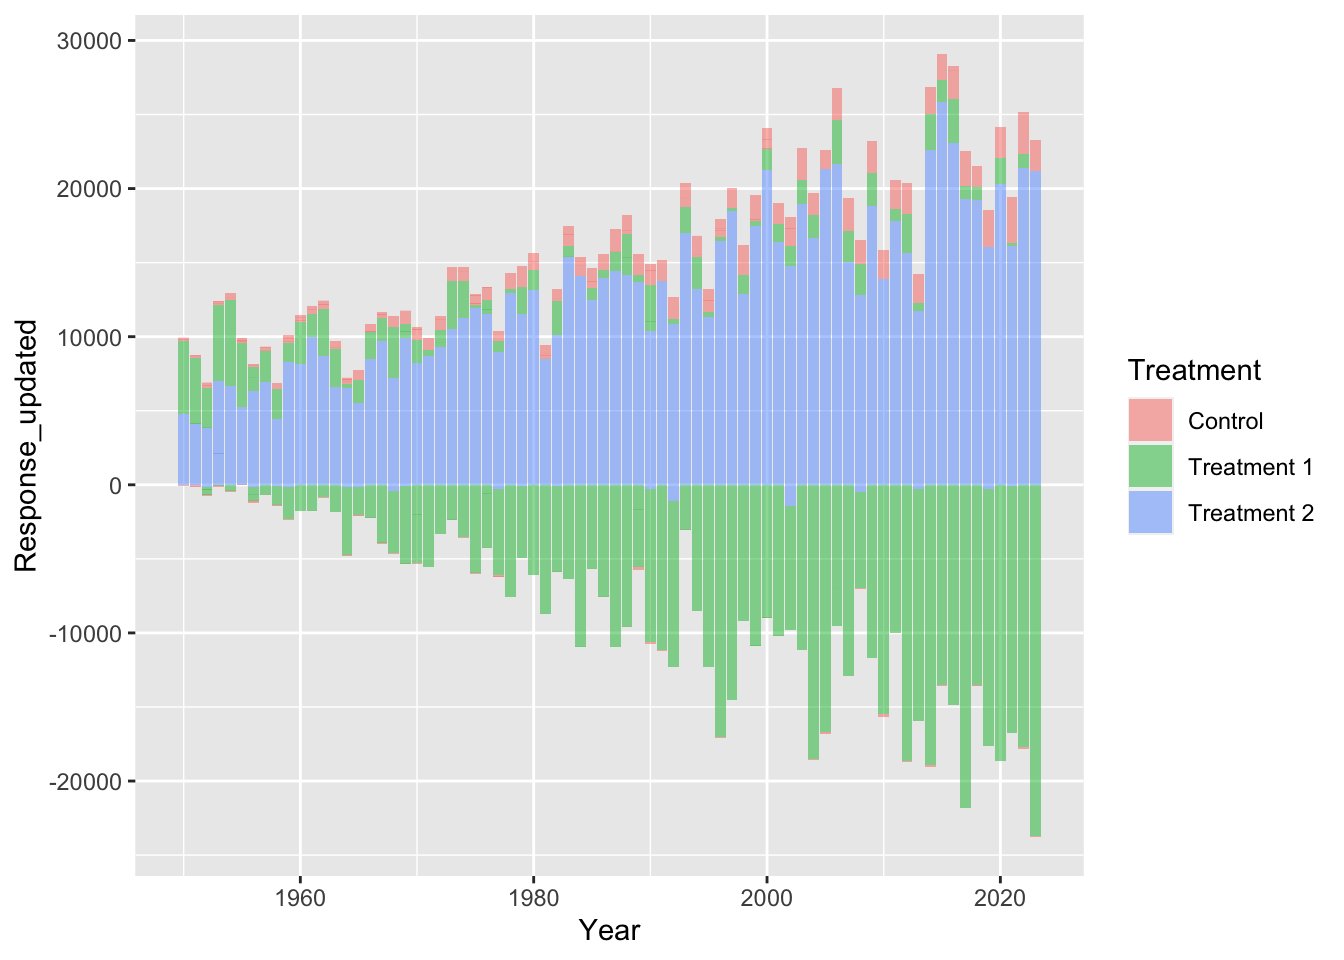 30000
20000
10000
0
-10000
-20000
Response_updated
1960
1980
2000
2020
Year
Treatment
Control
Treatment 1
Treatment 2